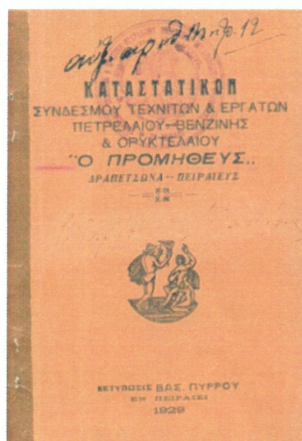 ΚΑΤΑΣΤΑΤΙΚΟΝ
ΣΥΝΔΕΣΜΟΥ ΤΕΧΝΙΤΩΝ & ΕΡΓΑΤΩΝ
ΠΕΤΡΕΛΑΙΟΥ—ΒΕΝΖΙΝΗΣ
& ΟΡΥΚΤΕΛΑΙΟΥ
"Ο ΠΡΟΜΗΘΕΥΣ„
ΔΡΑΠΕΤΣΩΝΑ—ΠΕΙΡΑΙΕΥΣ
ΕΚΤΥΠΩΣΙΣ ΒΑΣ. ΠΥΡΡΟΥ
ΕΝ ΠΕΙΡΑΙΕΙ
1929